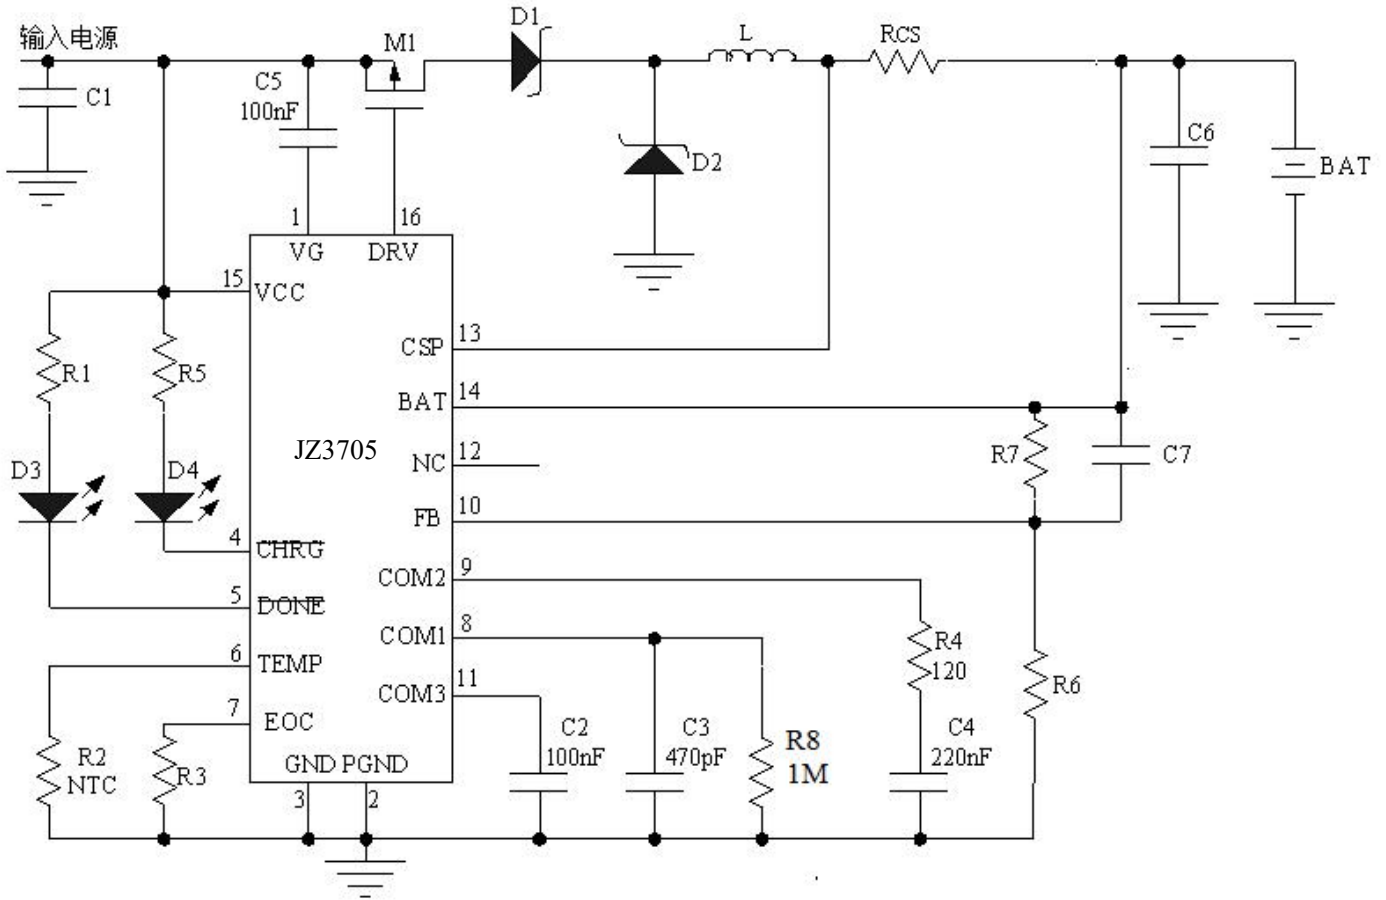 输入电源
C1
C5
100nF
M1
D1
L
RCS
D2
C6
BAT
1
16
VG
DRV
15
VCC
R1
R5
CSP
13
BAT
14
JZ3705
NC
12
R7
C7
D3
D4
FB
10
4
CHRG
COM2
9
5
DONE
COM1
8
R4
120
6
TEMP
COM3
11
R6
7
EOC
C2
100nF
C3
470pF
R8
1M
C4
220nF
R2
NTC
R3
GND
PGND
3
2